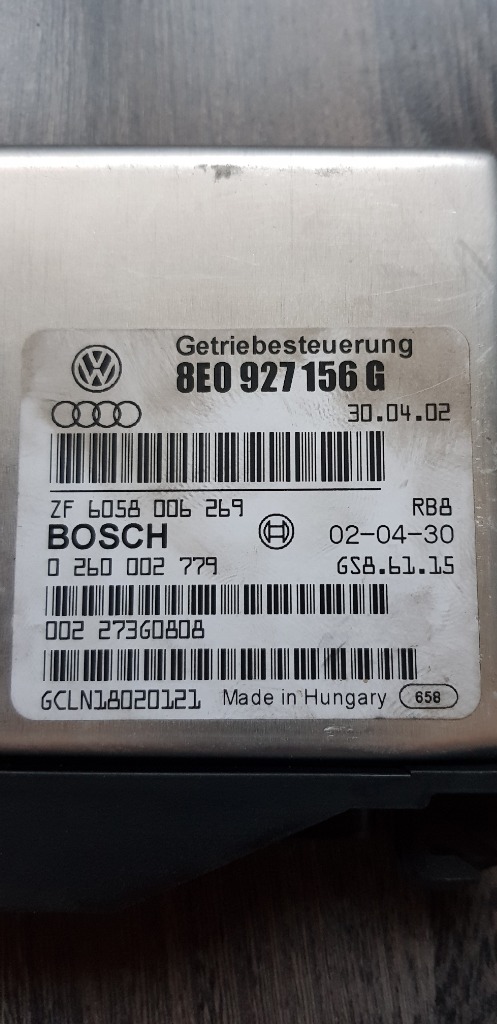 Getriebesteuerung
8E0 927 156 G
30.04.02
ZF 6058 006 269 RB8
BOSCH 02-04-30
0 260 002 779 GS8.61.15
002 27360808
GCLN18020121 Made in Hungary 658